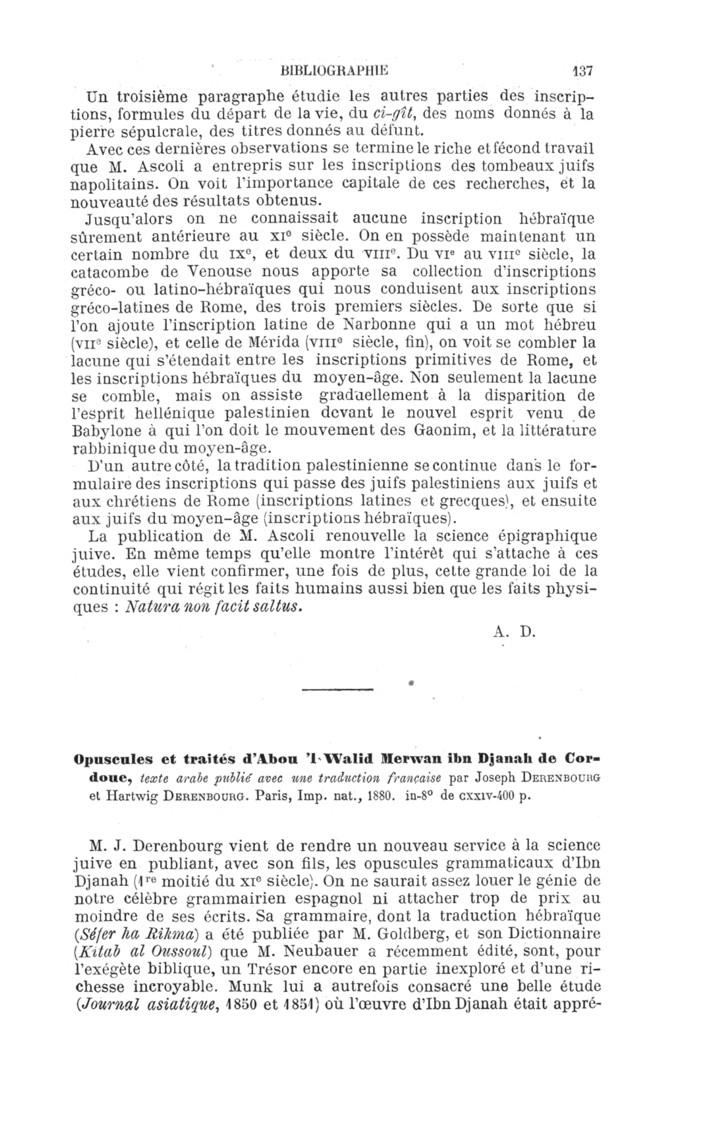 BIBLIOGRAPHIE 137
Un troisième paragraphe étudie les autres parties des inscrip-
tions, formules du départ de la vie, du ci-gît, des noms donnés à la
pierre sépulcrale, des titres donnés au défunt.
Avec ces dernières observations se termine le riche et fécond travail
que M. Ascoli a entrepris sur les inscriptions des tombeaux juifs
napolitains. On voit l'importance capitale de ces recherches, et la
nouveauté des résultats obtenus.
Jusqu'alors on ne connaissait aucune inscription hébraïque
sûrement antérieure au XIe siècle. On en possède maintenant un
certain nombre du IXe, et deux du VIIIe. Du VIe au VIIIe siècle, la
catacombe de Venouse nous apporte sa collection d'inscriptions
gréco- ou latino-hébraïques qui nous conduisent aux inscriptions
gréco-latines de Rome, des trois premiers siècles. De sorte que si
l'on ajoute l'inscription latine de Narbonne qui a un mot hébreu
(VIIe siècle), et celle de Mérida (VIIIe siècle, fin), on voit se combler la
lacune qui s'étendait entre les inscriptions primitives de Rome, et
les inscriptions hébraïques du moyen-âge. Non seulement la lacune
se comble, mais on assiste graduellement à la disparition de
l'esprit hellénique palestinien devant le nouvel esprit venu de
Babylone à qui l'on doit le mouvement des Gaonim, et la littérature
rabbinique du moyen-âge.
D'un autre côté, la tradition palestinienne se continue dans le for-
mulaire des inscriptions qui passe des juifs palestiniens aux juifs et
aux chrétiens de Rome (inscriptions latines et grecques), et ensuite
aux juifs du moyen-âge (inscriptions hébraïques).
La publication de M. Ascoli renouvelle la science épigraphique
juive. En même temps qu'elle montre l'intérêt qui s'attache à ces
études, elle vient confirmer, une fois de plus, cette grande loi de la
continuité qui régit les faits humains aussi bien que les faits physi-
ques : Natura non facit saltus.
A. D.
Opuscules et traités d'Abou 'l-Walid Merwan ibn Djanah de Cor-
doue, texte arabe publié avec une traduction française par Joseph DERENBOURG
et Hartwig DERENBOURG. Paris, Imp. nat., 1880. in-8° de CXXIV-400 p.
M. J. Derenbourg vient de rendre un nouveau service à la science
juive en publiant, avec son fils, les opuscules grammaticaux d'Ibn
Djanah (1re moitié du XIe siècle). On ne saurait assez louer le génie de
notre célèbre grammairien espagnol ni attacher trop de prix au
moindre de ses écrits. Sa grammaire, dont la traduction hébraïque
(Séfer ha Rikma) a été publiée par M. Goldberg, et son Dictionnaire
(Kitab al Oussoul) que M. Neubauer a récemment édité, sont, pour
l'exégète biblique, un Trésor encore en partie inexploré et d'une ri-
chesse incroyable. Munk lui a autrefois consacré une belle étude
(Journal asiatique, 1850 et 1851) où l'œuvre d'Ibn Djanah était appré-